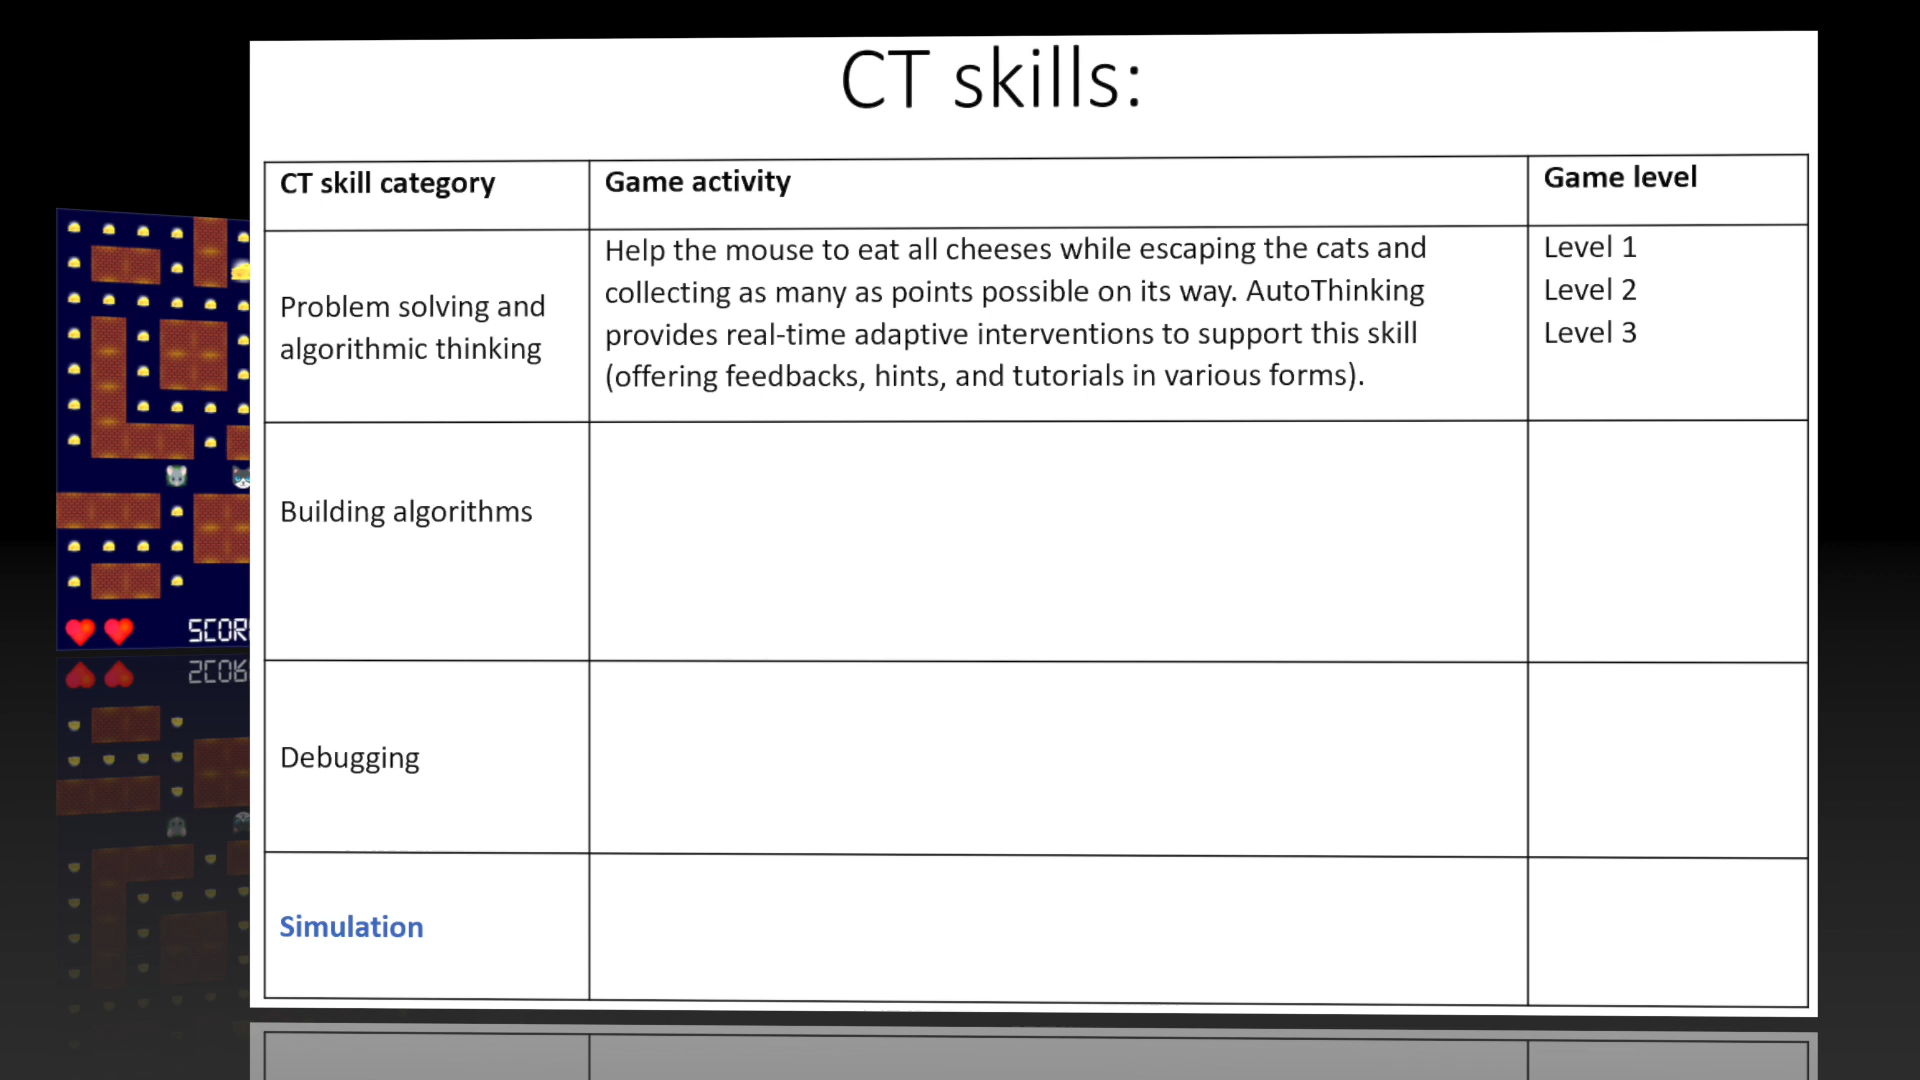 CT skills:
CT skill category
Game activity
Game level
Problem solving and
algorithmic thinking
Help the mouse to eat all cheeses while escaping the cats and
collecting as many as points possible on its way. AutoThinking
provides real-time adaptive interventions to support this skill
(offering feedbacks, hints, and tutorials in various forms).
Level 1
Level 2
Level 3
Building algorithms
Debugging
Simulation
SCOR